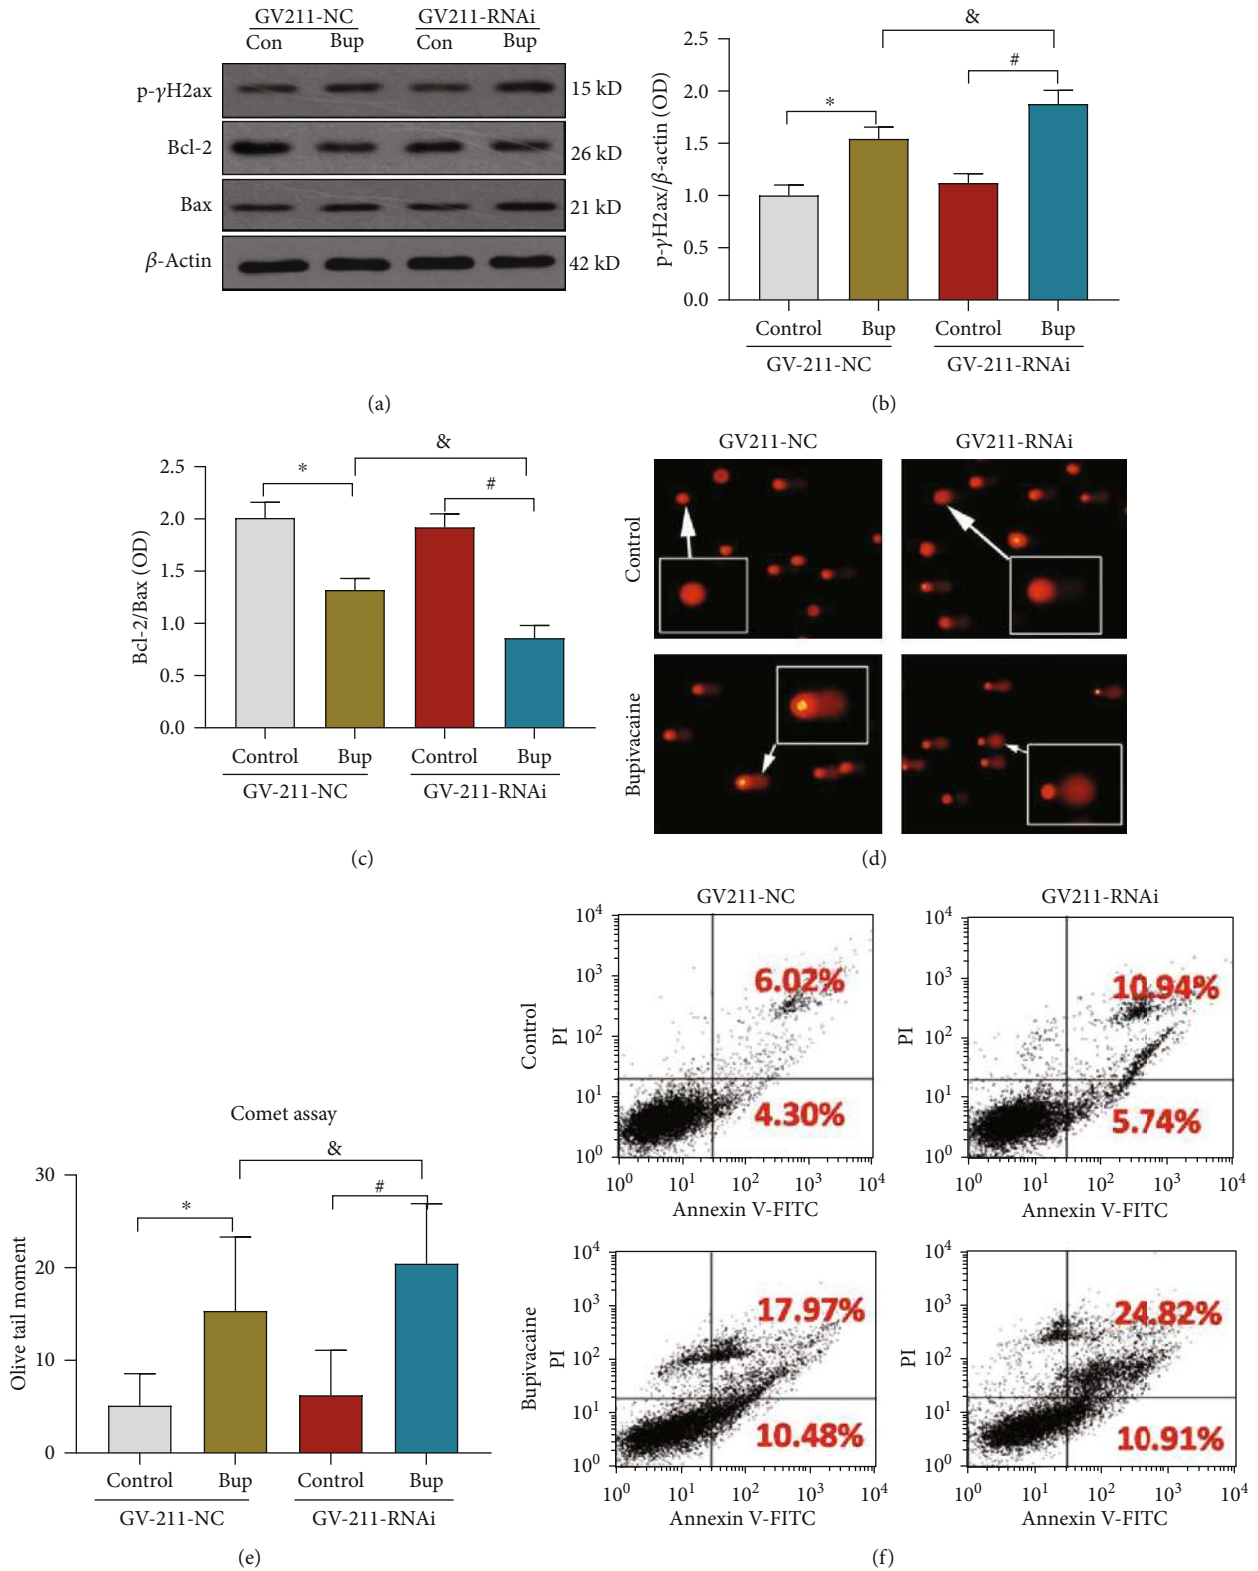 GV211-NC GV211-RNAi
Con Bup Con Bup
p-γH2ax 15 kD
Bcl-2 26 kD
Bax 21 kD
β-Actin 42 kD
(a)
p-γH2ax/β-actin (OD)
2.5
2.0
1.5
1.0
0.5
0.0
*
#
&
Control Bup Control Bup
GV-211-NC GV-211-RNAi
(b)
Bcl-2/Bax (OD)
2.5
2.0
1.5
1.0
0.5
0.0
*
#
&
Control Bup Control Bup
GV-211-NC GV-211-RNAi
(c)
GV211-NC GV211-RNAi
Control
Bupivacaine
(d)
Comet assay
Olive tail moment
30
20
10
0
*
#
&
Control Bup Control Bup
GV-211-NC GV-211-RNAi
(e)
GV211-NC GV211-RNAi
Control
PI
10⁴
10³
10²
10¹
10⁰
6.02%
4.30%
10⁰ 10¹ 10² 10³ 10⁴
Annexin V-FITC
PI
10⁴
10³
10²
10¹
10⁰
10.94%
5.74%
10⁰ 10¹ 10² 10³ 10⁴
Annexin V-FITC
Bupivacaine
PI
10⁴
10³
10²
10¹
10⁰
17.97%
10.48%
10⁰ 10¹ 10² 10³ 10⁴
Annexin V-FITC
PI
10⁴
10³
10²
10¹
10⁰
24.82%
10.91%
10⁰ 10¹ 10² 10³ 10⁴
Annexin V-FITC
(f)